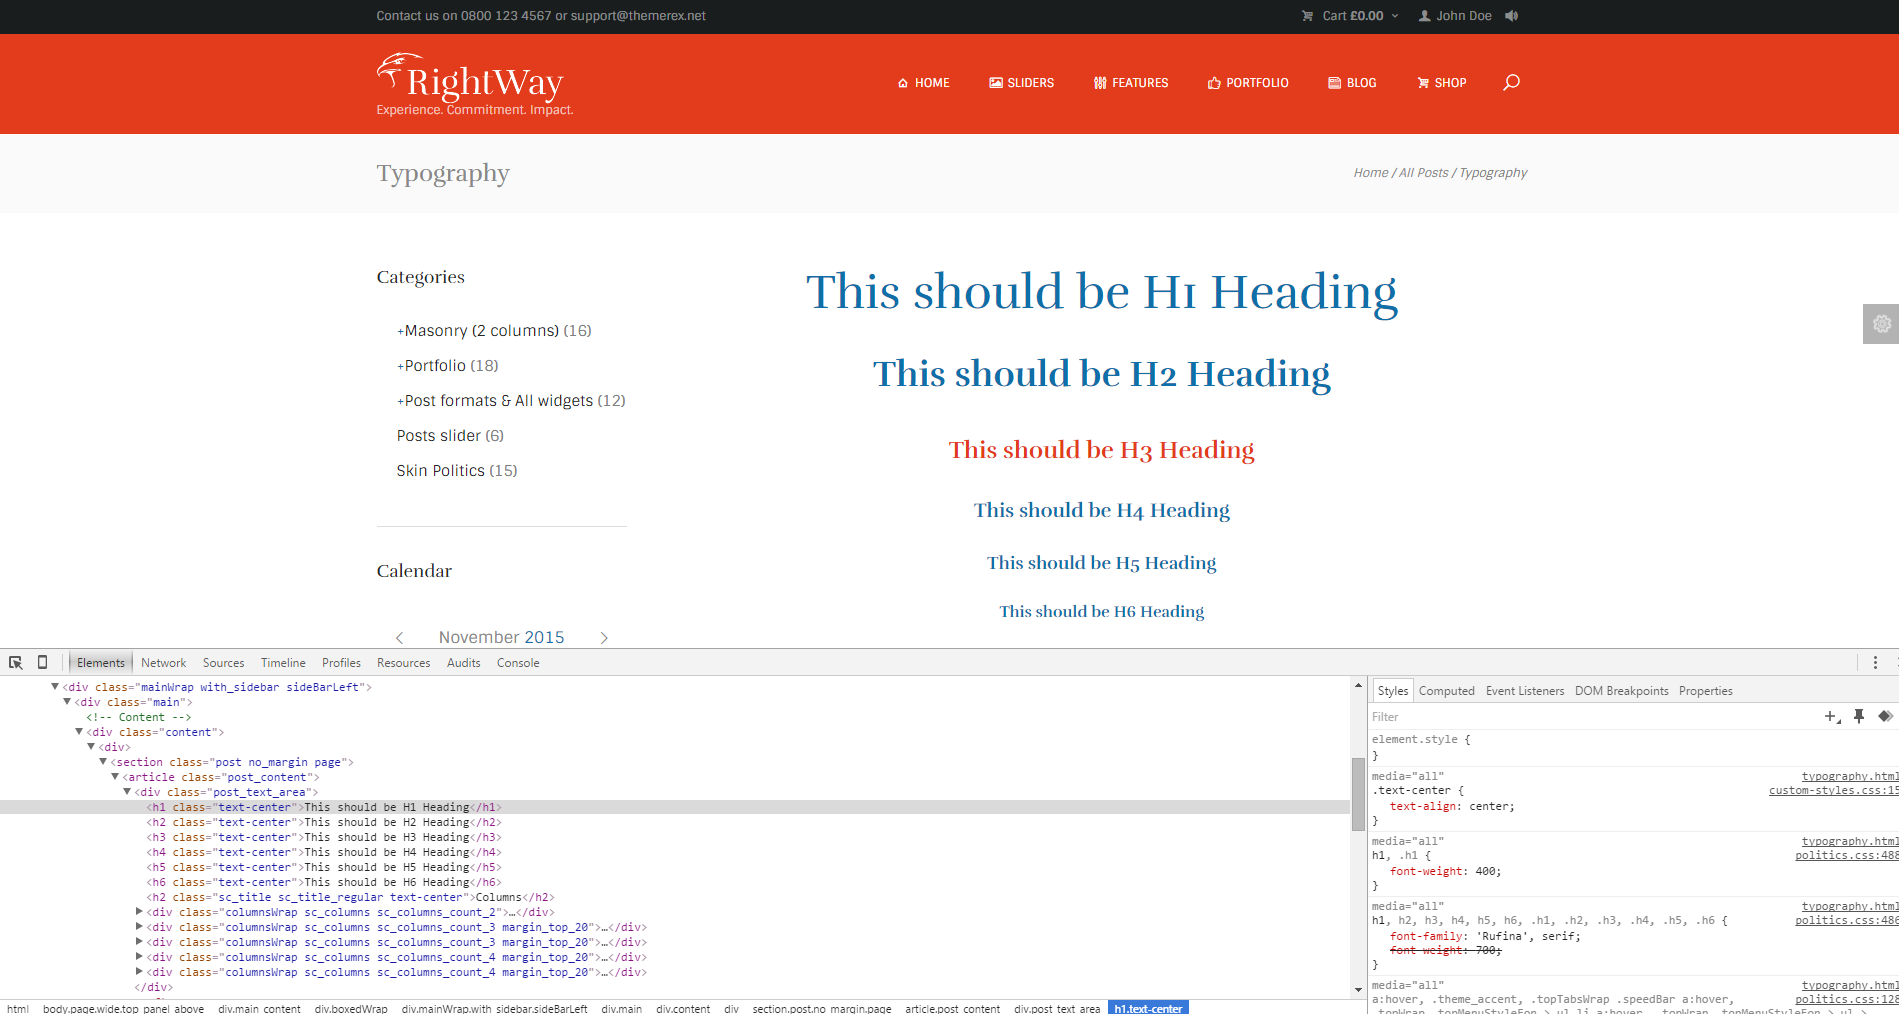 Contact us on 0800 123 4567 or support@themerex.net
Cart £0.00 John Doe
RightWay
Experience. Commitment. Impact.
HOME SLIDERS FEATURES PORTFOLIO BLOG SHOP
Typography
Home / All Posts / Typography
Categories
+Masonry (2 columns) (16)
+Portfolio (18)
+Post formats & All widgets (12)
Posts slider (6)
Skin Politics (15)
Calendar
November 2015
This should be H1 Heading
This should be H2 Heading
This should be H3 Heading
This should be H4 Heading
This should be H5 Heading
This should be H6 Heading
Elements Network Sources Timeline Profiles Resources Audits Console
<div class="mainWrap with_sidebar sideBarLeft">
<div class="main">
<!-- Content -->
<div class="content">
<div>
<section class="post no_margin page">
<article class="post_content">
<div class="post_text_area">
<h1 class="text-center">This should be H1 Heading</h1>
<h2 class="text-center">This should be H2 Heading</h2>
<h3 class="text-center">This should be H3 Heading</h3>
<h4 class="text-center">This should be H4 Heading</h4>
<h5 class="text-center">This should be H5 Heading</h5>
<h6 class="text-center">This should be H6 Heading</h6>
<h2 class="sc_title sc_title_regular text-center">Columns</h2>
<div class="columnsWrap sc_columns sc_columns_count_2">…</div>
<div class="columnsWrap sc_columns sc_columns_count_3 margin_top_20">…</div>
<div class="columnsWrap sc_columns sc_columns_count_3 margin_top_20">…</div>
<div class="columnsWrap sc_columns sc_columns_count_4 margin_top_20">…</div>
<div class="columnsWrap sc_columns sc_columns_count_4 margin_top_20">…</div>
</div>
html body.page.wide.top_panel_above div.main_content div.boxedWrap div.mainWrap.with_sidebar.sideBarLeft div.main div.content div section.post.no_margin.page article.post_content div.post_text_area h1.text-center
Styles Computed Event Listeners DOM Breakpoints Properties
Filter
element.style {
}
media="all" typography.html
.text-center { custom-styles.css:15
text-align: center;
}
media="all" typography.html
h1, .h1 { politics.css:488
font-weight: 400;
}
media="all" typography.html
h1, h2, h3, h4, h5, h6, .h1, .h2, .h3, .h4, .h5, .h6 { politics.css:486
font-family: 'Rufina', serif;
font-weight: 700;
}
media="all" typography.html
a:hover, .theme_accent, .topTabsWrap .speedBar a:hover, politics.css:128